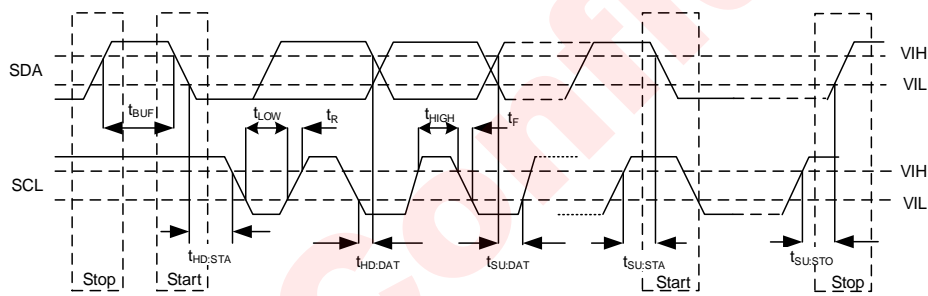 SDA
VIH
VIL
tBUF
tLOW
tR
tHIGH
tF
SCL
VIH
VIL
tHD:STA
tHD:DAT
tSU:DAT
tSU:STA
tSU:STO
Stop
Start
Start
Stop